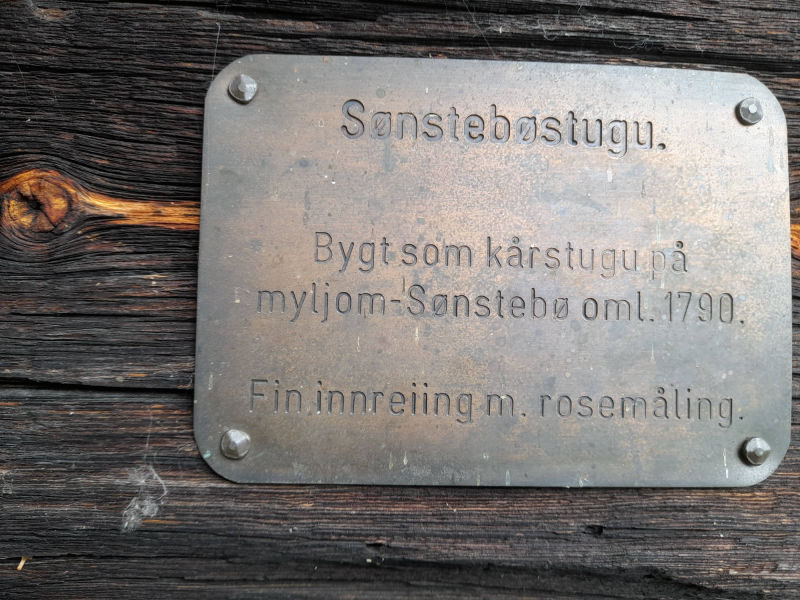 Sønstebøstugu.
Bygt som kårstugu på
myljom-Sønstebø oml. 1790.
Fin innreiing m. rosemåling.